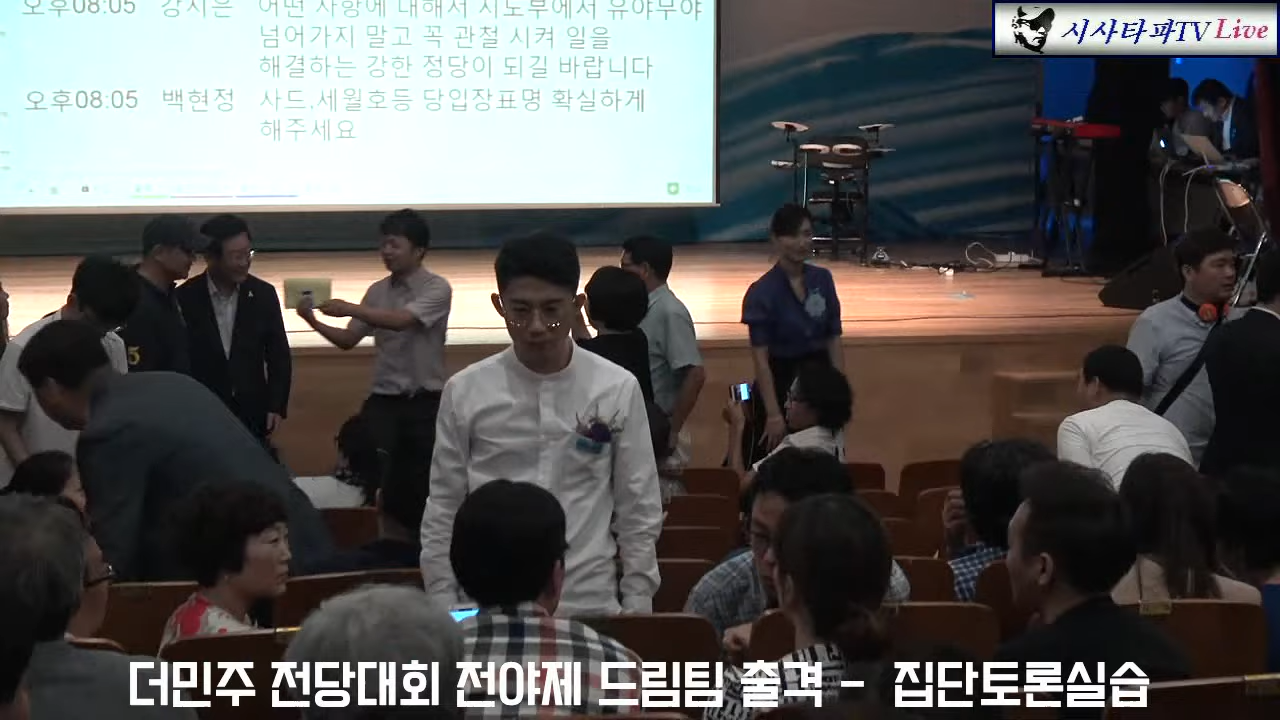 오후08:05 강지은 어떤 사항에 대해서 지도부에서 유야무야
넘어가지 말고 꼭 관철 시켜 일을
해결하는 강한 정당이 되길 바랍니다
오후08:05 백현정 사드,세월호등 당입장표명 확실하게
해주세요
시사타파TV Live
5
더민주 전당대회 전야제 드림팀 출격 - 집단토론실습